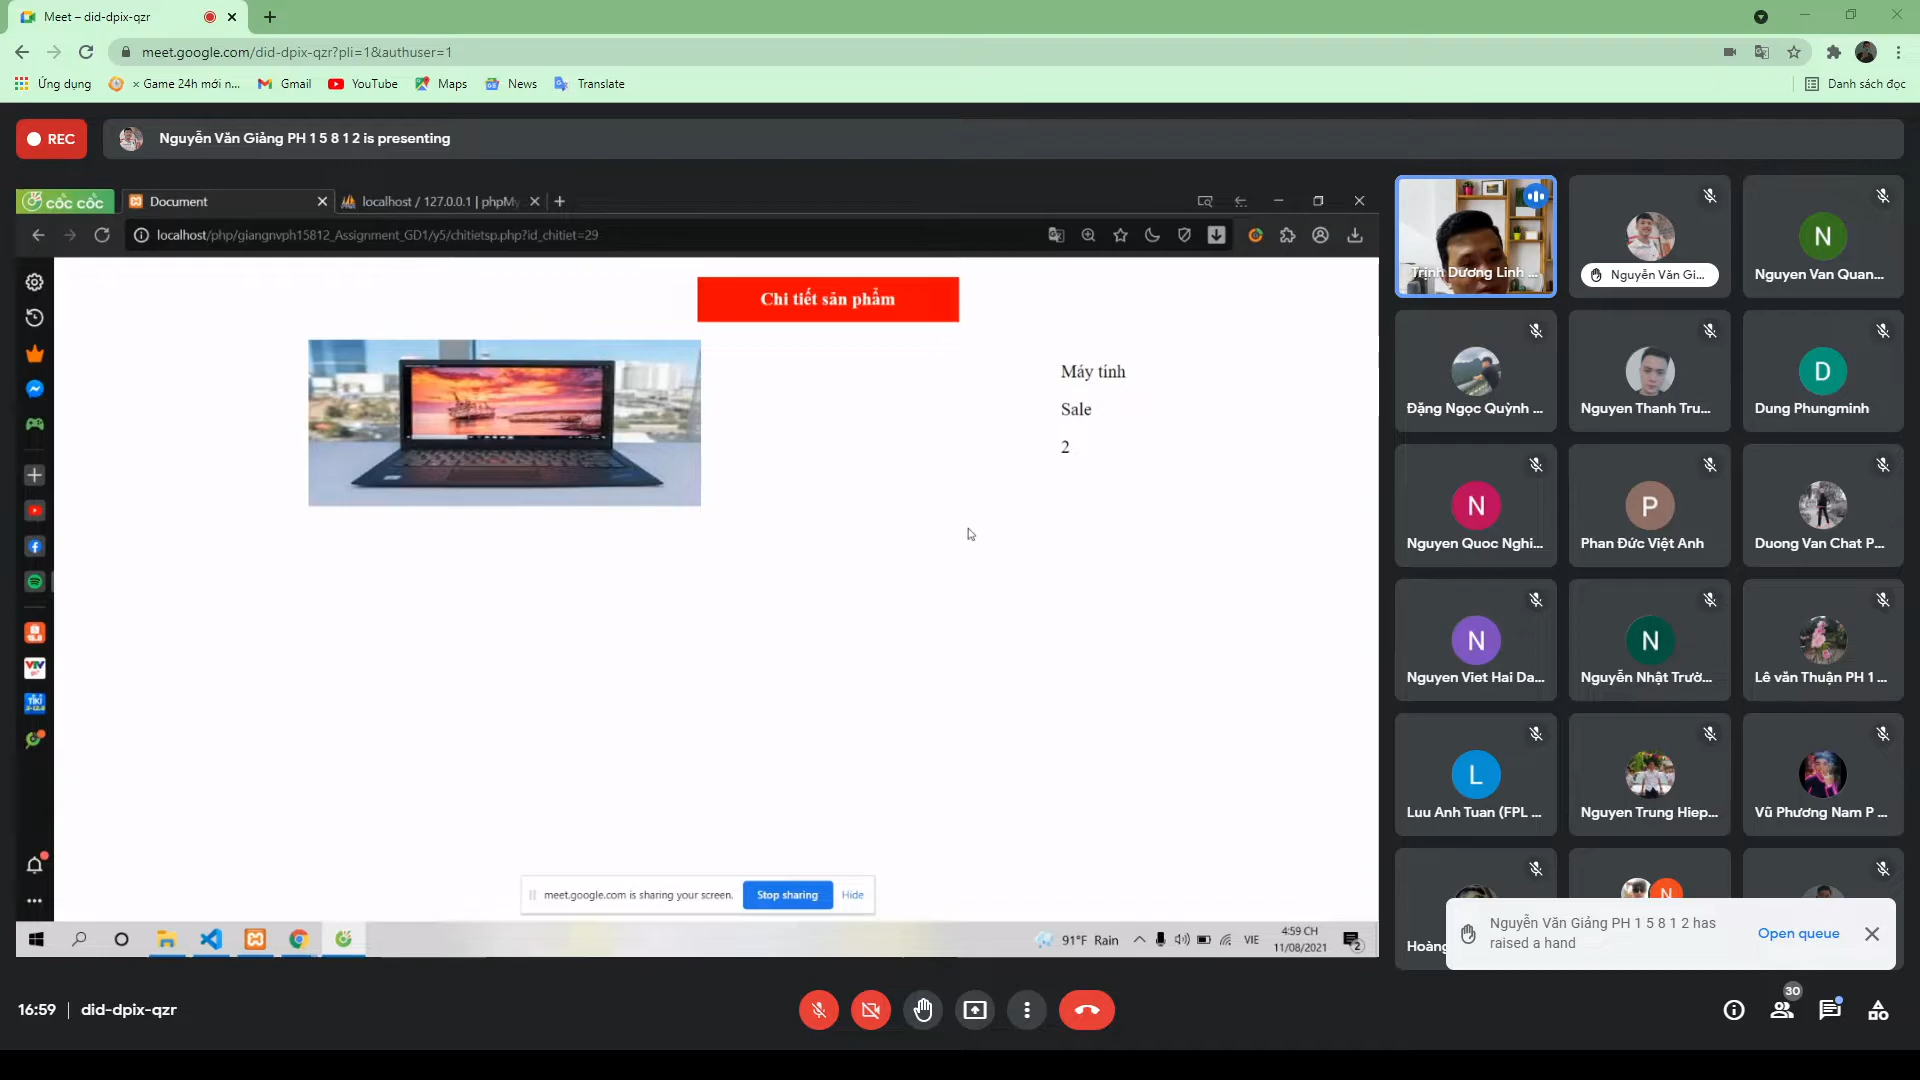 Meet – did-dpix-qzr
meet.google.com/did-dpix-qzr?pli=1&authuser=1
Ứng dụng
× Game 24h mới n...
Gmail
YouTube
Maps
News
Translate
Danh sách đọc
REC
Nguyễn Văn Giảng PH 1 5 8 1 2 is presenting
cốc cốc
Document
localhost / 127.0.0.1 | phpMy
localhost/php/giangnvph15812_Assignment_GD1/y5/chitietsp.php?id_chitiet=29
Chi tiết sản phẩm
Máy tính
Sale
2
meet.google.com is sharing your screen.
Stop sharing
Hide
91°F Rain
VIE
4:59 CH
11/08/2021
2
Trịnh Dương Linh ...
Nguyễn Văn Gi...
N
Nguyen Van Quan...
Đặng Ngọc Quỳnh ...
Nguyen Thanh Tru...
D
Dung Phungminh
N
Nguyen Quoc Nghi...
P
Phan Đức Việt Anh
Duong Van Chat P...
N
Nguyen Viet Hai Da...
N
Nguyễn Nhật Trườ...
Lê văn Thuận PH 1 ...
L
Luu Anh Tuan (FPL ...
Nguyen Trung Hiep...
Vũ Phương Nam P ...
N
Hoàng
Nguyễn Văn Giảng PH 1 5 8 1 2 has
raised a hand
Open queue
16:59
did-dpix-qzr
30